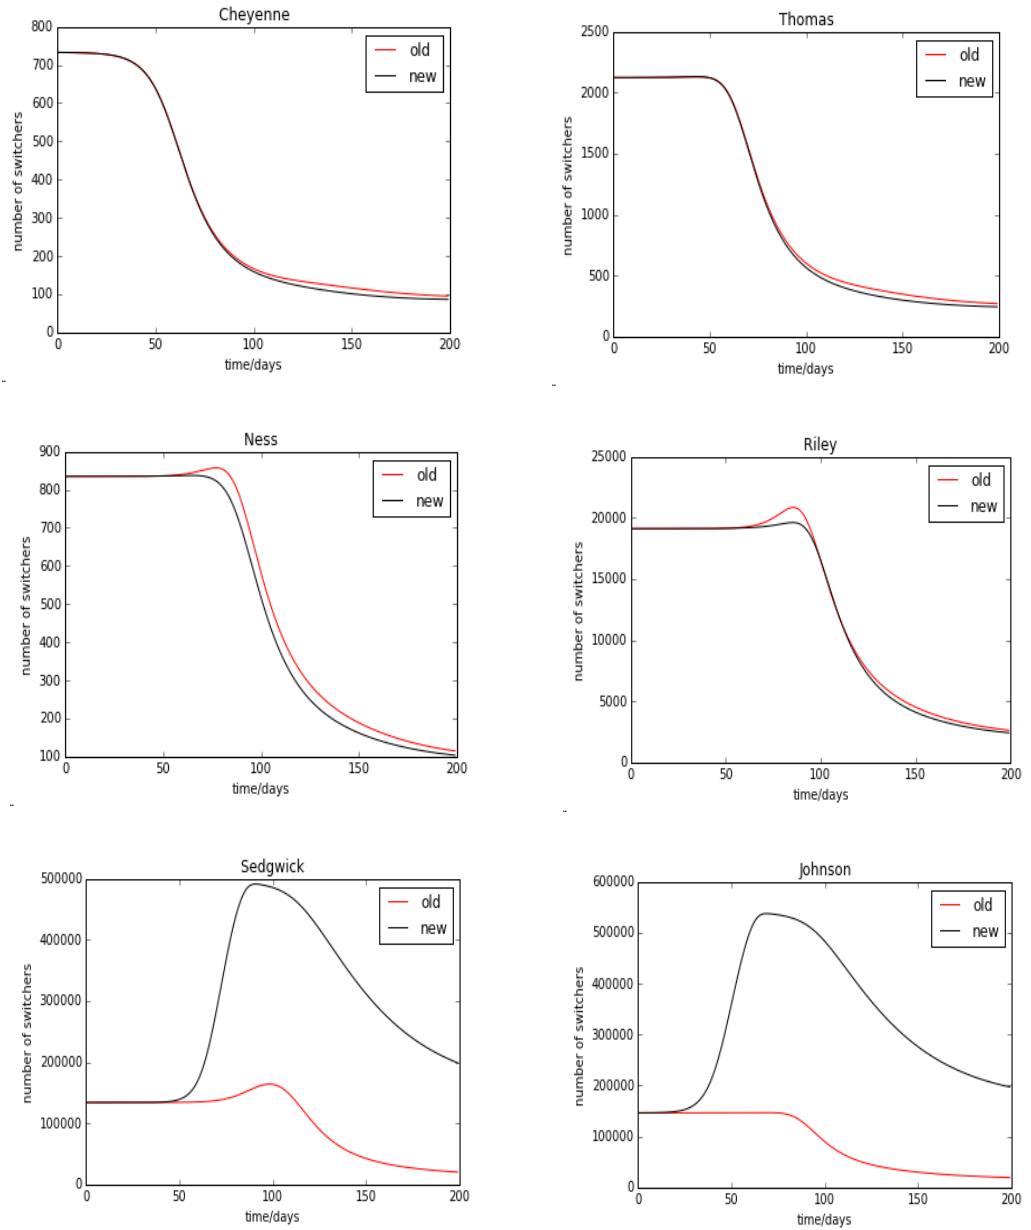 Cheyenne
800
700
600
500
400
300
200
100
0
number of switchers
old
new
0 50 100 150 200
time/days
Thomas
2500
2000
1500
1000
500
0
number of switchers
old
new
0 50 100 150 200
time/days
Ness
900
800
700
600
500
400
300
200
100
number of switchers
old
new
0 50 100 150 200
time/days
Riley
25000
20000
15000
10000
5000
0
number of switchers
old
new
0 50 100 150 200
time/days
Sedgwick
500000
400000
300000
200000
100000
0
number of switchers
old
new
0 50 100 150 200
time/days
Johnson
600000
500000
400000
300000
200000
100000
0
number of switchers
old
new
0 50 100 150 200
time/days